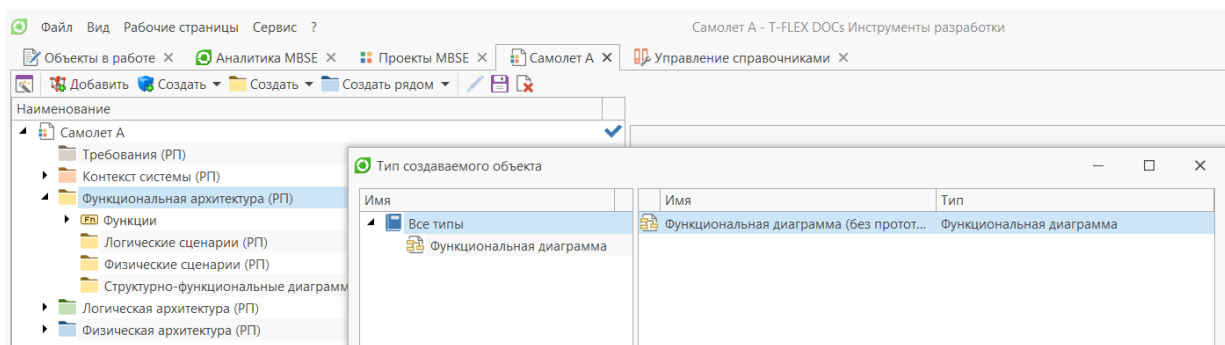 Файл Вид Рабочие страницы Сервис ? Самолет А - T-FLEX DOCs Инструменты разработки
Объекты в работе Аналитика MBSE Проекты MBSE Самолет А Управление справочниками
Добавить Создать Создать Создать рядом
Наименование
Самолет А
Требования (РП)
Контекст системы (РП)
Функциональная архитектура (РП)
Fn Функции
Логические сценарии (РП)
Физические сценарии (РП)
Структурно-функциональные диаграмм
Логическая архитектура (РП)
Физическая архитектура (РП)
Тип создаваемого объекта
Имя
Все типы
Функциональная диаграмма
Имя Тип
Функциональная диаграмма (без протот... Функциональная диаграмма